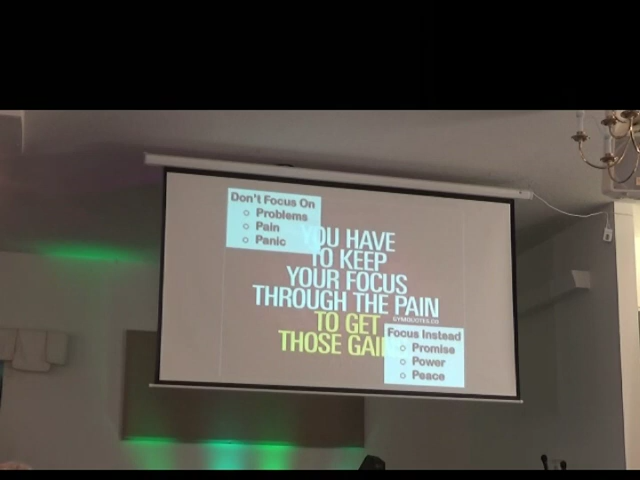 Don't Focus On
o Problems
o Pain
o Panic
YOU HAVE
TO KEEP
YOUR FOCUS
THROUGH THE PAIN
GYMQUOTES.CO
TO GET
THOSE GAI
Focus Instead
o Promise
o Power
o Peace